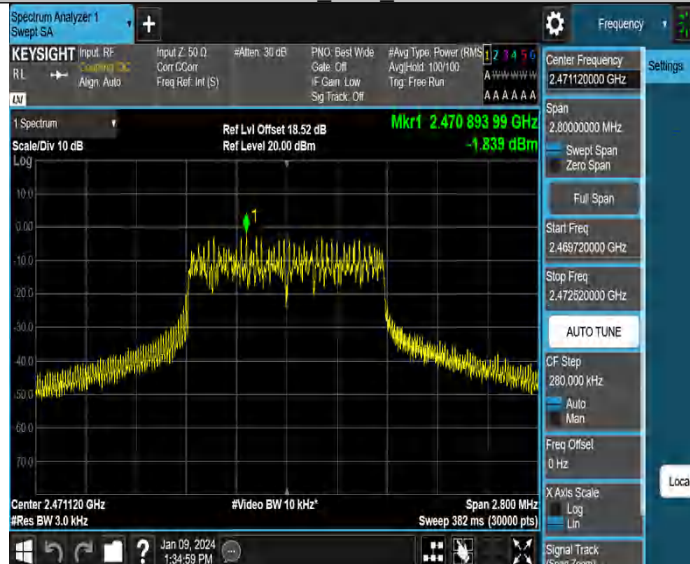 Spectrum Analyzer 1
Swept SA
+
Frequency
KEYSIGHT
Input: RF
Coupling: DC
Align: Auto
RL
Input Z: 50 Ω
Corr CCorr
Freq Ref: Int (S)
#Atten: 30 dB
PNO: Best Wide
Gate: Off
IF Gain: Low
Sig Track: Off
#Avg Type: Power (RMS
Avg|Hold: 100/100
Trig: Free Run
1 2 3 4 5 6
A W W W W W
A A A A A A
Center Frequency
2.471120000 GHz
Settings
Span
2.80000000 MHz
Swept Span
Zero Span
Full Span
Start Freq
2.469720000 GHz
Stop Freq
2.472520000 GHz
AUTO TUNE
CF Step
280.000 kHz
Auto
Man
Freq Offset
0 Hz
X Axis Scale
Log
Lin
Local
Signal Track
(Span Zoom)
1 Spectrum
Scale/Div 10 dB
Ref Lvl Offset 18.52 dB
Ref Level 20.00 dBm
Mkr1 2.470 893 99 GHz
-1.839 dBm
Log
10.0
0.00
-10.0
-20.0
-30.0
-40.0
-50.0
-60.0
-70.0
1
Center 2.471120 GHz
#Res BW 3.0 kHz
#Video BW 10 kHz*
Span 2.800 MHz
Sweep 382 ms (30000 pts)
?
Jan 09, 2024
1:34:59 PM